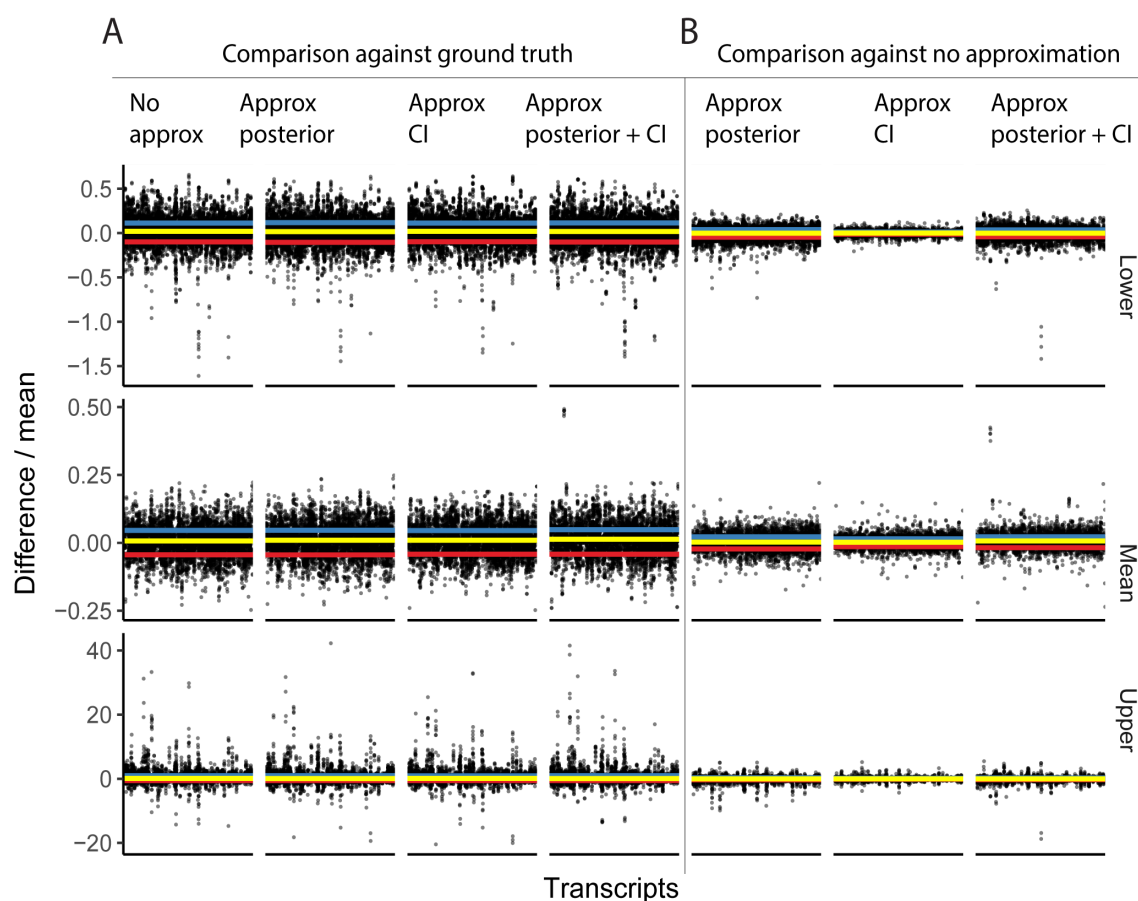 A
B
Comparison against ground truth
Comparison against no approximation
No
approx
Approx
posterior
Approx
CI
Approx
posterior + CI
Approx
posterior
Approx
CI
Approx
posterior + CI
0.5
0.0
−0.5
−1.0
−1.5
Lower
0.50
0.25
0.00
−0.25
Mean
40
20
0
−20
Upper
Difference / mean
Transcripts